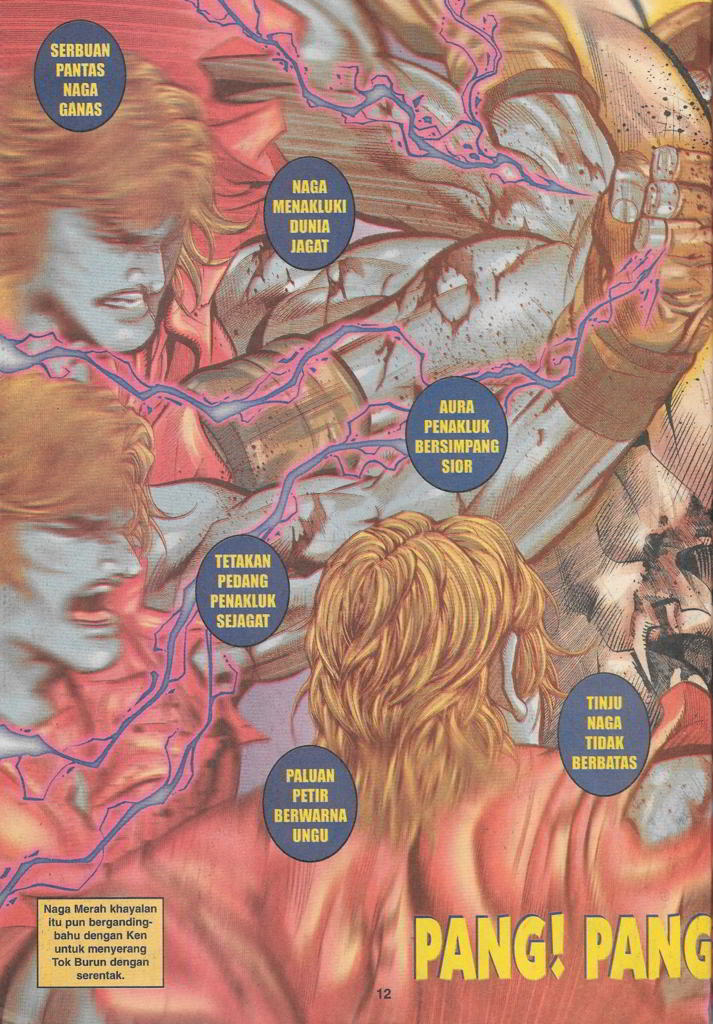 SERBUAN
PANTAS
NAGA
GANAS
NAGA
MENAKLUKI
DUNIA
JAGAT
AURA
PENAKLUK
BERSIMPANG
SIOR
TETAKAN
PEDANG
PENAKLUK
SEJAGAT
TINJU
NAGA
TIDAK
BERBATAS
PALUAN
PETIR
BERWARNA
UNGU
Naga Merah khayalan
itu pun berganding-
bahu dengan Ken
untuk menyerang
Tok Burun dengan
serentak.
PANG! PANG
12